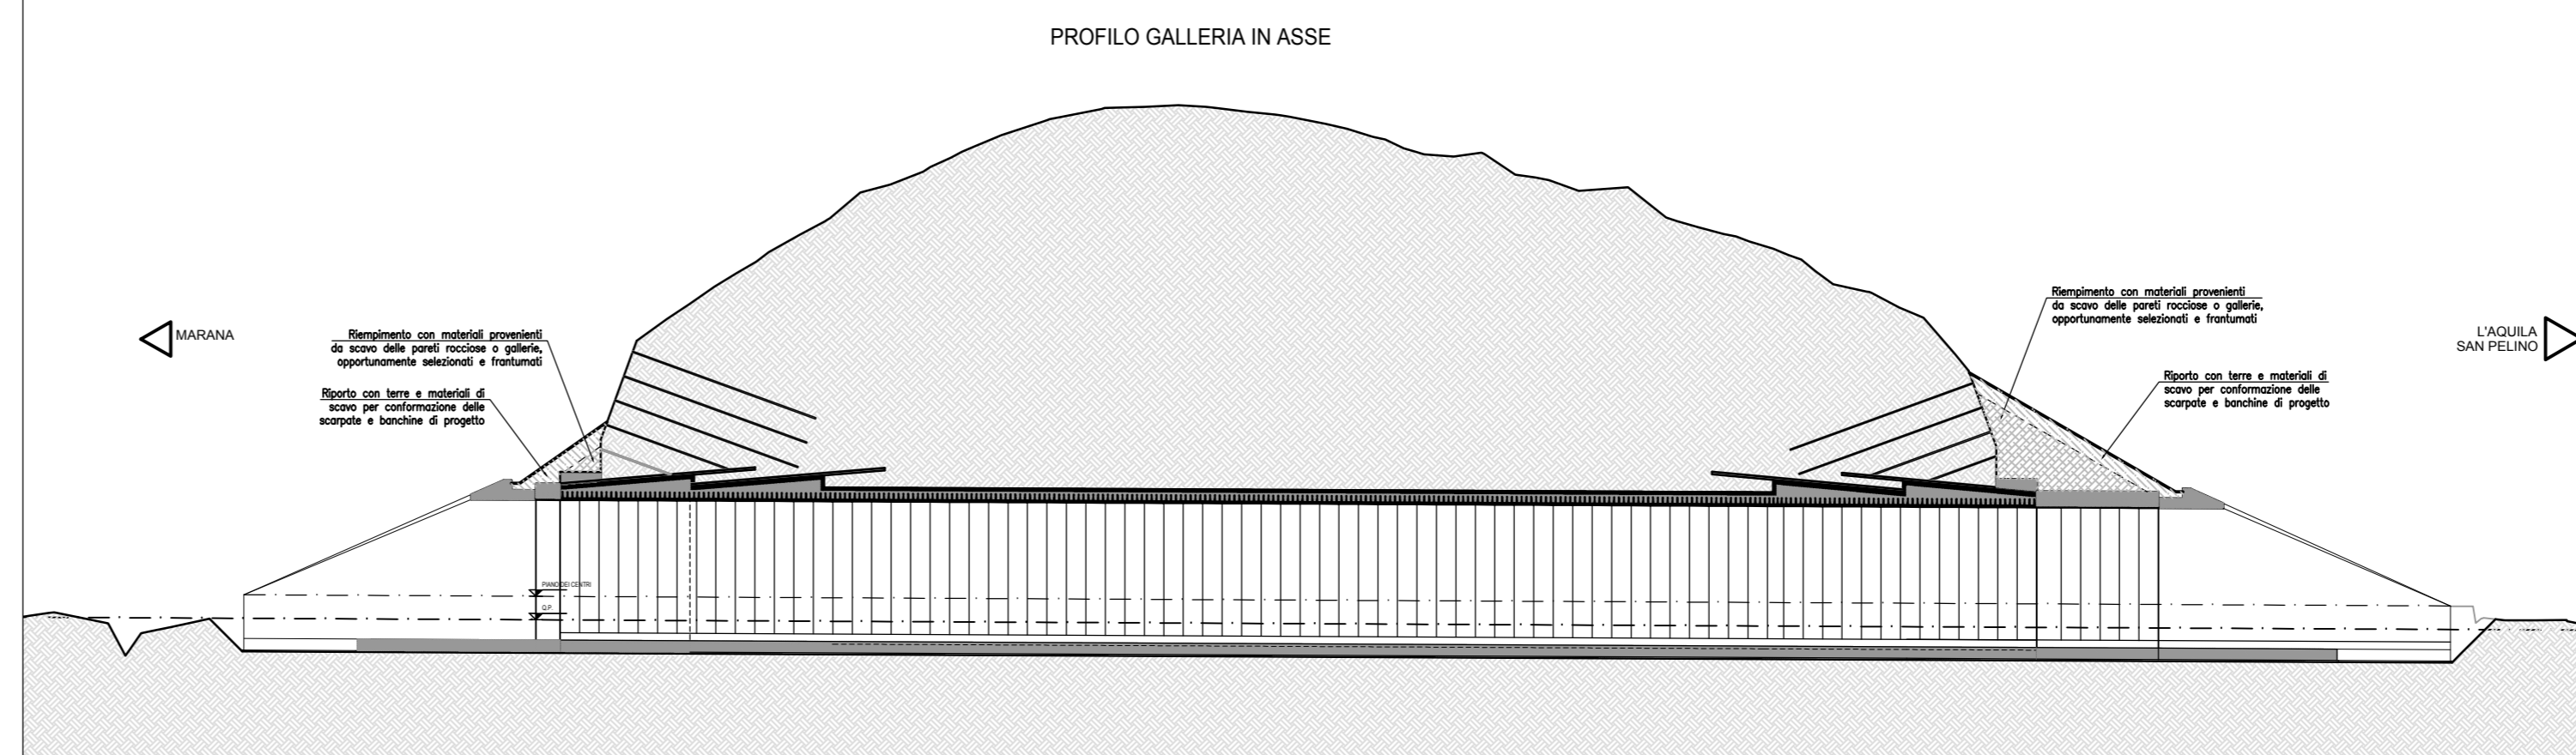 PROFILO GALLERIA IN ASSE
MARANA
Riempimento con materiali provenienti
da scavo delle pareti rocciose o gallerie,
opportunamente selezionati e frantumati
Riporto con terre e materiali di
scavo per conformazione delle
scarpate e banchine di progetto
Riempimento con materiali provenienti
da scavo delle pareti rocciose o gallerie,
opportunamente selezionati e frantumati
Riporto con terre e materiali di
scavo per conformazione delle
scarpate e banchine di progetto
L'AQUILA
SAN PELINO
PIANO DEI CENTRI
Q.P.